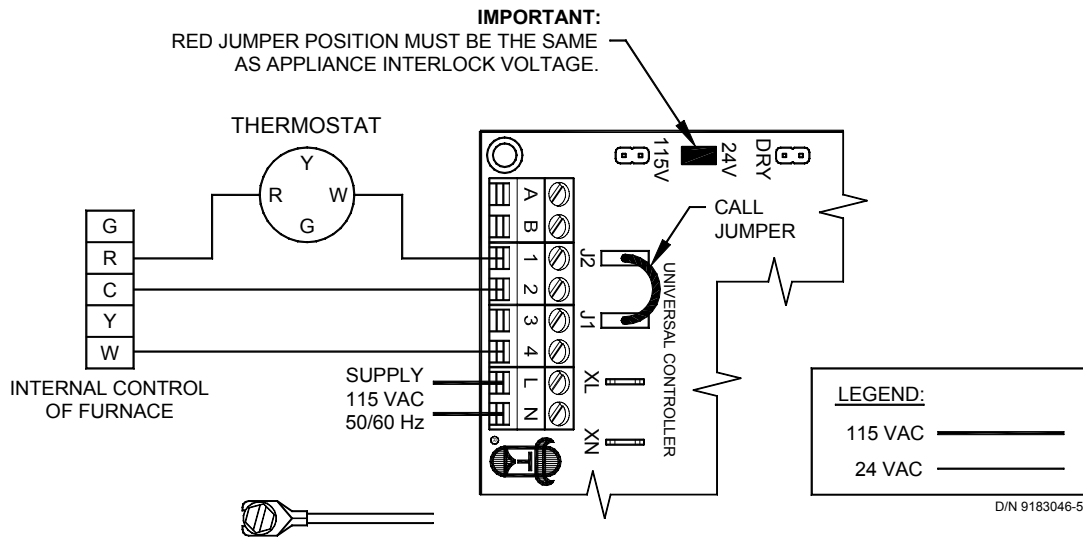 IMPORTANT:
RED JUMPER POSITION MUST BE THE SAME
AS APPLIANCE INTERLOCK VOLTAGE.
THERMOSTAT
Y
R
W
G
115V
24V
DRY
CALL
JUMPER
G
R
C
Y
W
INTERNAL CONTROL
OF FURNACE
A
B
1
2
3
4
L
N
J2
J1
XL
XN
UNIVERSAL CONTROLLER
SUPPLY
115 VAC
50/60 Hz
T
LEGEND:
115 VAC
24 VAC
D/N 9183046-5